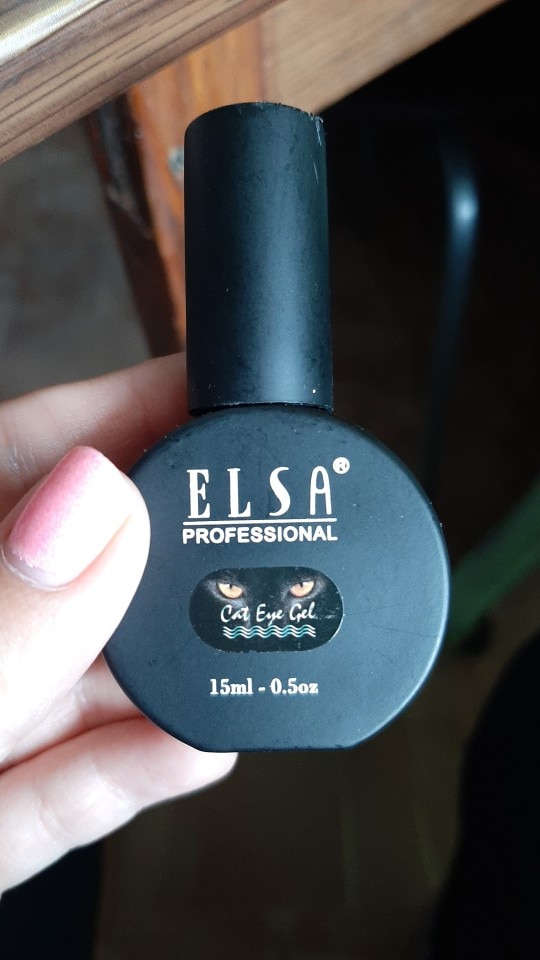 ELSA®
PROFESSIONAL
Cat Eye Gel
15ml - 0.5oz